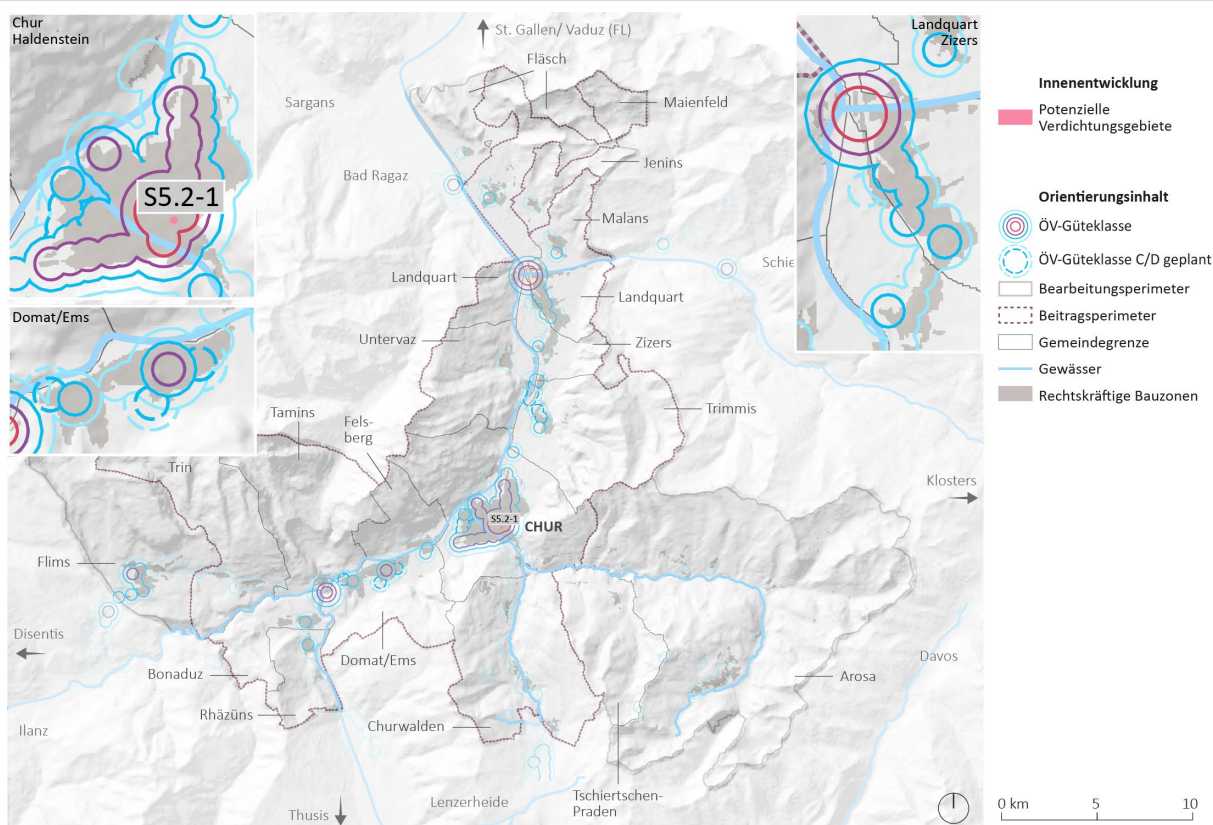 Chur
Haldenstein
S5.2-1
Domat/Ems
Landquart
Zizers
St. Gallen/ Vaduz (FL)
Fläsch
Sargans
Maienfeld
Jenins
Bad Ragaz
Malans
Landquart
Schie
Landquart
Untervaz
Zizers
Tamins
Trimmis
Fels-
berg
Trin
Klosters
S5.2-1
CHUR
Flims
Disentis
Domat/Ems
Bonaduz
Davos
Arosa
Rhäzüns
Churwalden
Ilanz
Tschiertschen-
Praden
Lenzerheide
Thusis
Innenentwicklung
Potenzielle
Verdichtungsgebiete
Orientierungsinhalt
ÖV-Güteklasse
ÖV-Güteklasse C/D geplant
Bearbeitungsperimeter
Beitragsperimeter
Gemeindegrenze
Gewässer
Rechtskräftige Bauzonen
0 km 5 10